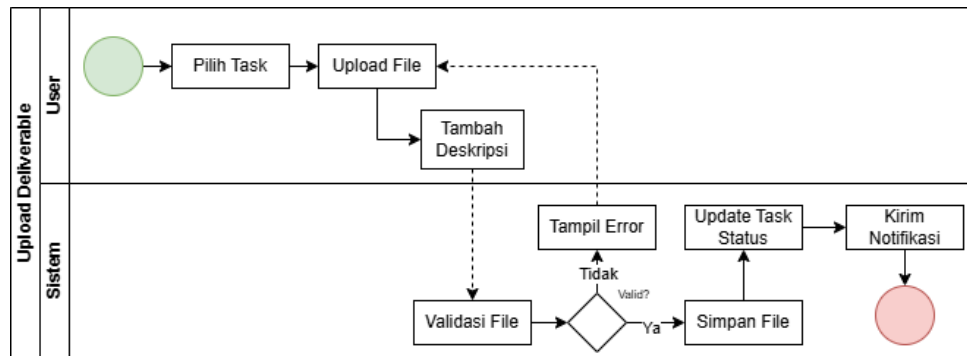 Upload Deliverable
User
Pilih Task
Upload File
Tambah
Deskripsi
Sistem
Tampil Error
Update Task
Status
Kirim
Notifikasi
Tidak
Valid?
Validasi File
Ya
Simpan File